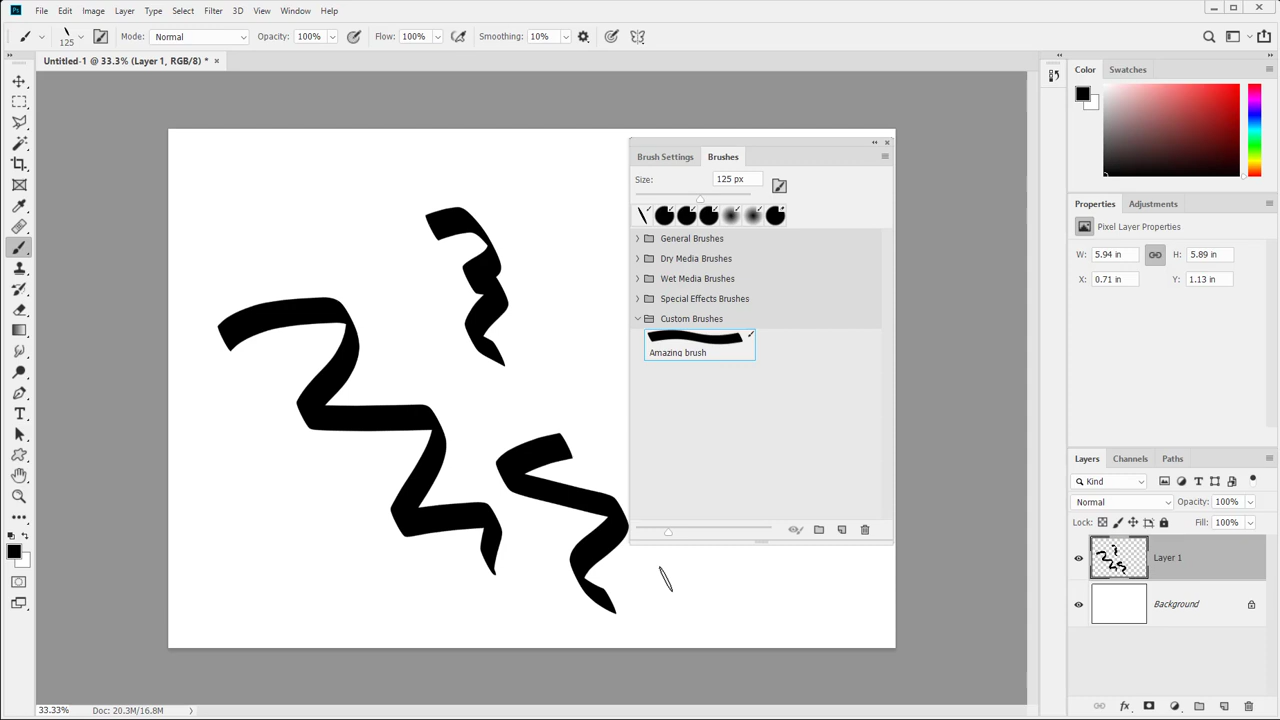 Ps File Edit Image Layer Type Select Filter 3D View Window Help
125 Mode: Normal Opacity: 100% Flow: 100% Smoothing: 10%
Untitled-1 @ 33.3% (Layer 1, RGB/8) * ×
Color Swatches
Brush Settings Brushes
Size: 125 px
General Brushes
Dry Media Brushes
Wet Media Brushes
Special Effects Brushes
Custom Brushes
Amazing brush
Properties Adjustments
Pixel Layer Properties
W: 5.94 in H: 5.89 in
X: 0.71 in Y: 1.13 in
Layers Channels Paths
Kind
Normal Opacity: 100%
Lock: Fill: 100%
Layer 1
Background
fx
33.33% Doc: 20.3M/16.8M